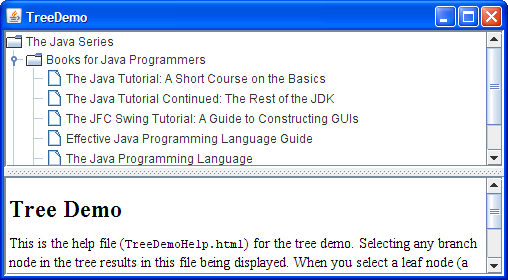 TreeDemo
The Java Series
Books for Java Programmers
The Java Tutorial: A Short Course on the Basics
The Java Tutorial Continued: The Rest of the JDK
The JFC Swing Tutorial: A Guide to Constructing GUIs
Effective Java Programming Language Guide
The Java Programming Language
Tree Demo
This is the help file (TreeDemoHelp.html) for the tree demo. Selecting any branch
node in the tree results in this file being displayed. When you select a leaf node (a